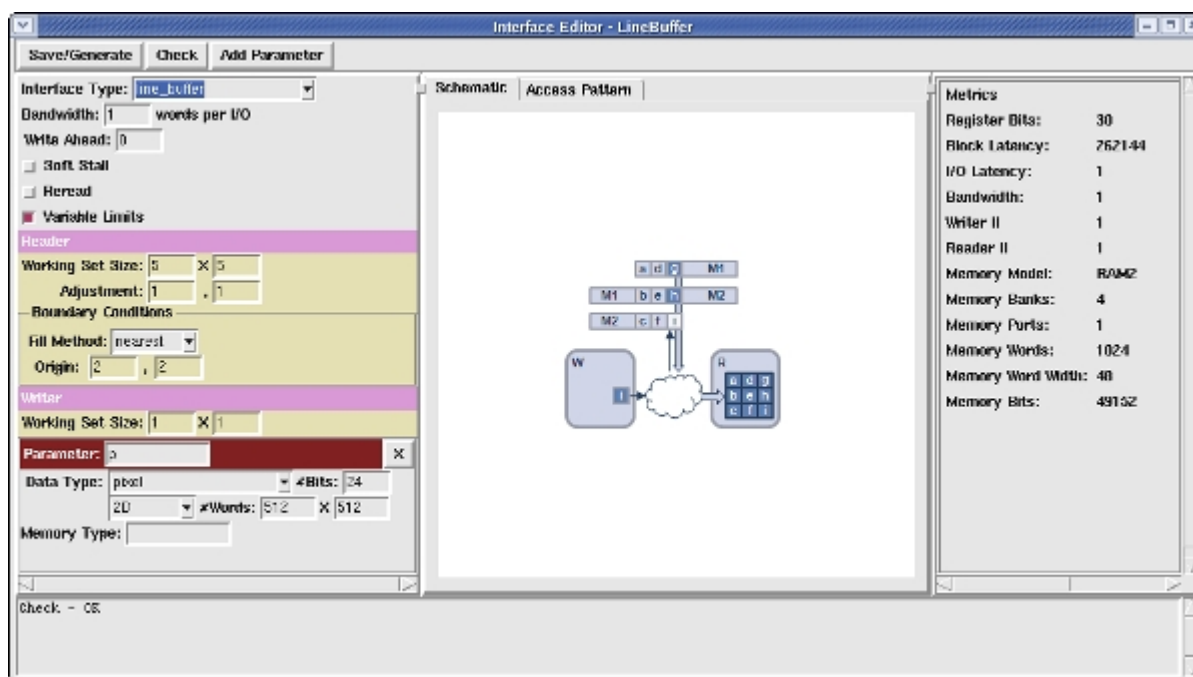 Interface Editor - LineBuffer
Save/Generate Check Add Parameter
Interface Type: line_buffer
Bandwidth: 1 words per I/O
Write Ahead: 0
Soft Stall
Reread
Variable Limits
Reader
Working Set Size: 5 X 5
Adjustment: 1 , 1
Boundary Conditions
Fill Method: nearest
Origin: 2 , 2
Writer
Working Set Size: 1 X 1
Parameter: X
Data Type: pixel #Bits: 24
2D #Words: 512 X 512
Memory Type:
Schematic Access Pattern
a d g M1
M1 b e h M2
M2 c f i
W
R
a d g
i b e h
c f i
Metrics
Register Bits: 30
Block Latency: 262144
I/O Latency: 1
Bandwidth: 1
Writer II 1
Reader II 1
Memory Model: RAM2
Memory Banks: 4
Memory Ports: 1
Memory Words: 1024
Memory Word Width: 48
Memory Bits: 49152
Check - OK